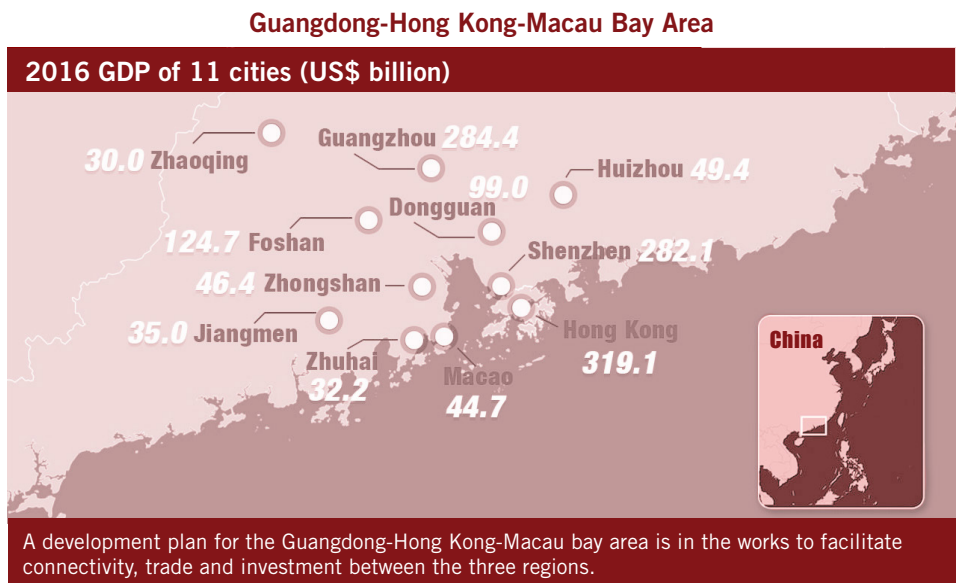 Guangdong-Hong Kong-Macau Bay Area
2016 GDP of 11 cities (US$ billion)
Guangzhou 284.4
30.0 Zhaoqing
Huizhou 49.4
99.0
Dongguan
124.7 Foshan
Shenzhen 282.1
46.4 Zhongshan
35.0 Jiangmen
Hong Kong
319.1
Zhuhai
32.2
Macao
44.7
China
A development plan for the Guangdong-Hong Kong-Macau bay area is in the works to facilitate
connectivity, trade and investment between the three regions.